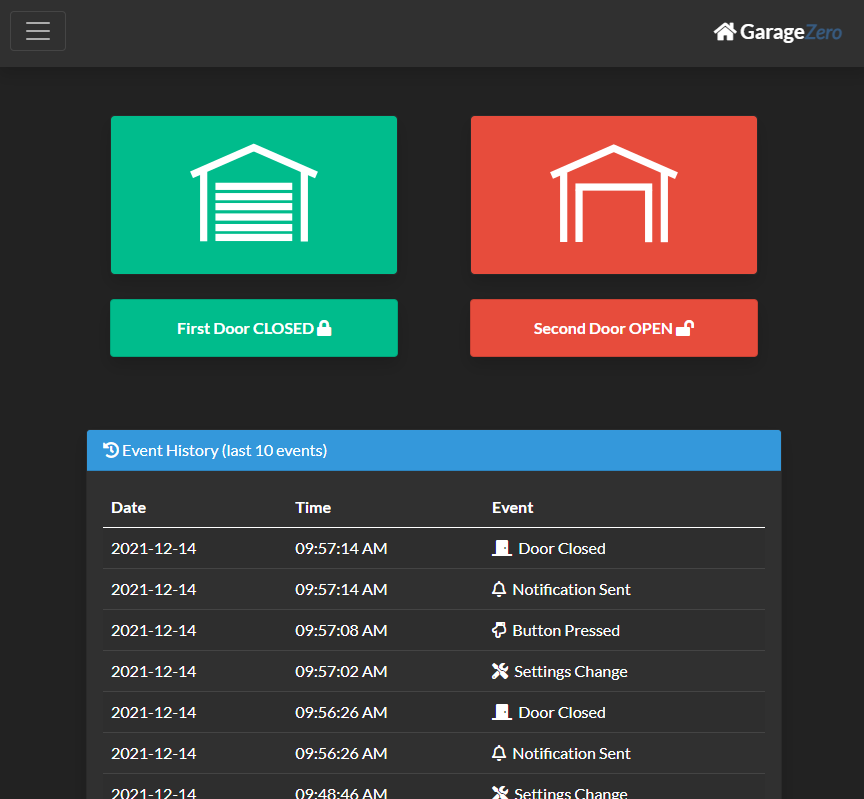 GarageZero
First Door CLOSED
Second Door OPEN
Event History (last 10 events)
Date Time Event
2021-12-14 09:57:14 AM Door Closed
2021-12-14 09:57:14 AM Notification Sent
2021-12-14 09:57:08 AM Button Pressed
2021-12-14 09:57:02 AM Settings Change
2021-12-14 09:56:26 AM Door Closed
2021-12-14 09:56:26 AM Notification Sent
2021-12-14 09:48:46 AM Settings Change